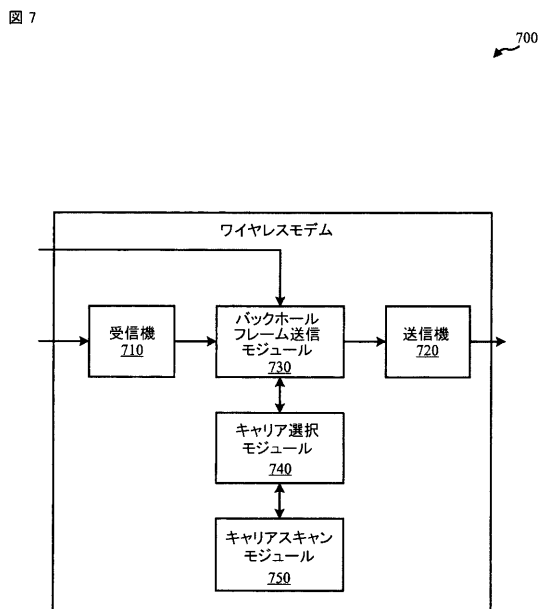 図 7
700
ワイヤレスモデム
受信機
710
バックホール
フレーム送信
モジュール
730
送信機
720
キャリア選択
モジュール
740
キャリアスキャン
モジュール
750